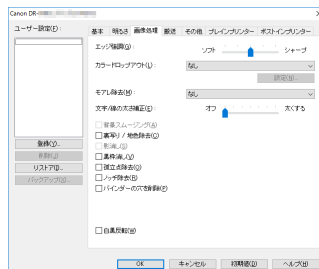 Canon DR-
ユーザー設定(F):
基本 明るさ 画像処理 搬送 その他 プレインプリンター ポストインプリンター
エッジ強調(G): ソフト シャープ
カラードロップアウト(L): なし
設定(N)...
モアレ除去(H): なし
文字/線の太さ補正(E): オフ 太くする
背景スムージング(A)
裏写り / 地色除去(C)
影消し(S)
黒枠消し(V)
孤立点除去(O)
ノッチ除去(R)
バインダーの穴を削除(P)
白黒反転(W)
登録(Y)...
削除(J)
リストア(T)...
バックアップ(Q)...
OK キャンセル 初期値(D) ヘルプ(H)